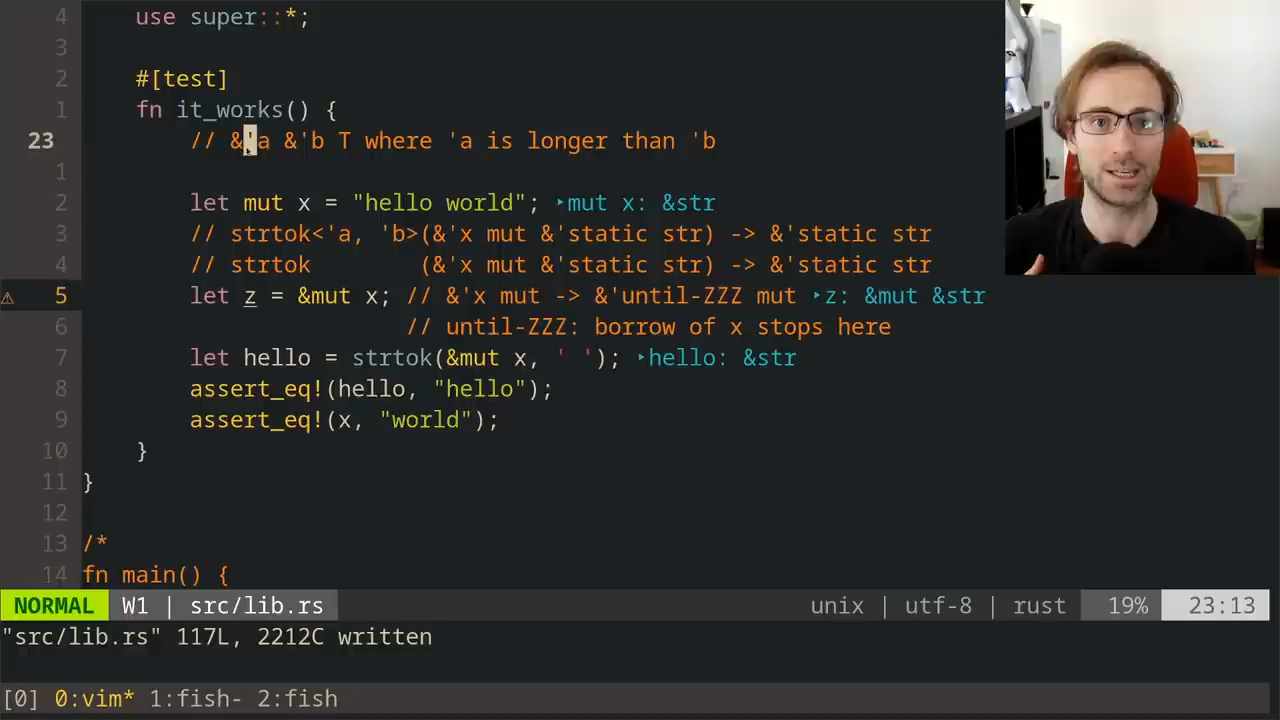 4 use super::*;
3
2 #[test]
1 fn it_works() {
23 // &'a &'b T where 'a is longer than 'b
1
2 let mut x = "hello world"; ‣mut x: &str
3 // strtok<'a, 'b>(&'x mut &'static str) -> &'static str
4 // strtok (&'x mut &'static str) -> &'static str
⚠ 5 let z = &mut x; // &'x mut -> &'until-ZZZ mut ‣z: &mut &str
6 // until-ZZZ: borrow of x stops here
7 let hello = strtok(&mut x, ' '); ‣hello: &str
8 assert_eq!(hello, "hello");
9 assert_eq!(x, "world");
10 }
11 }
12
13 /*
14 fn main() {
NORMAL W1 | src/lib.rs unix | utf-8 | rust 19% 23:13
"src/lib.rs" 117L, 2212C written
[0] 0:vim* 1:fish- 2:fish